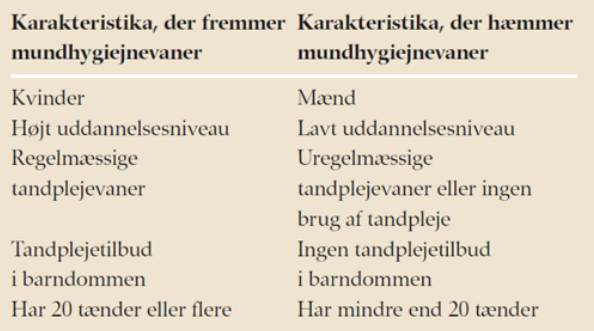 Karakteristika, der fremmer Karakteristika, der hæmmer
mundhygiejnevaner mundhygiejnevaner
Kvinder Mænd
Højt uddannelsesniveau Lavt uddannelsesniveau
Regelmæssige Uregelmæssige
tandplejevaner tandplejevaner eller ingen
brug af tandpleje
Tandplejetilbud Ingen tandplejetilbud
i barndommen i barndommen
Har 20 tænder eller flere Har mindre end 20 tænder